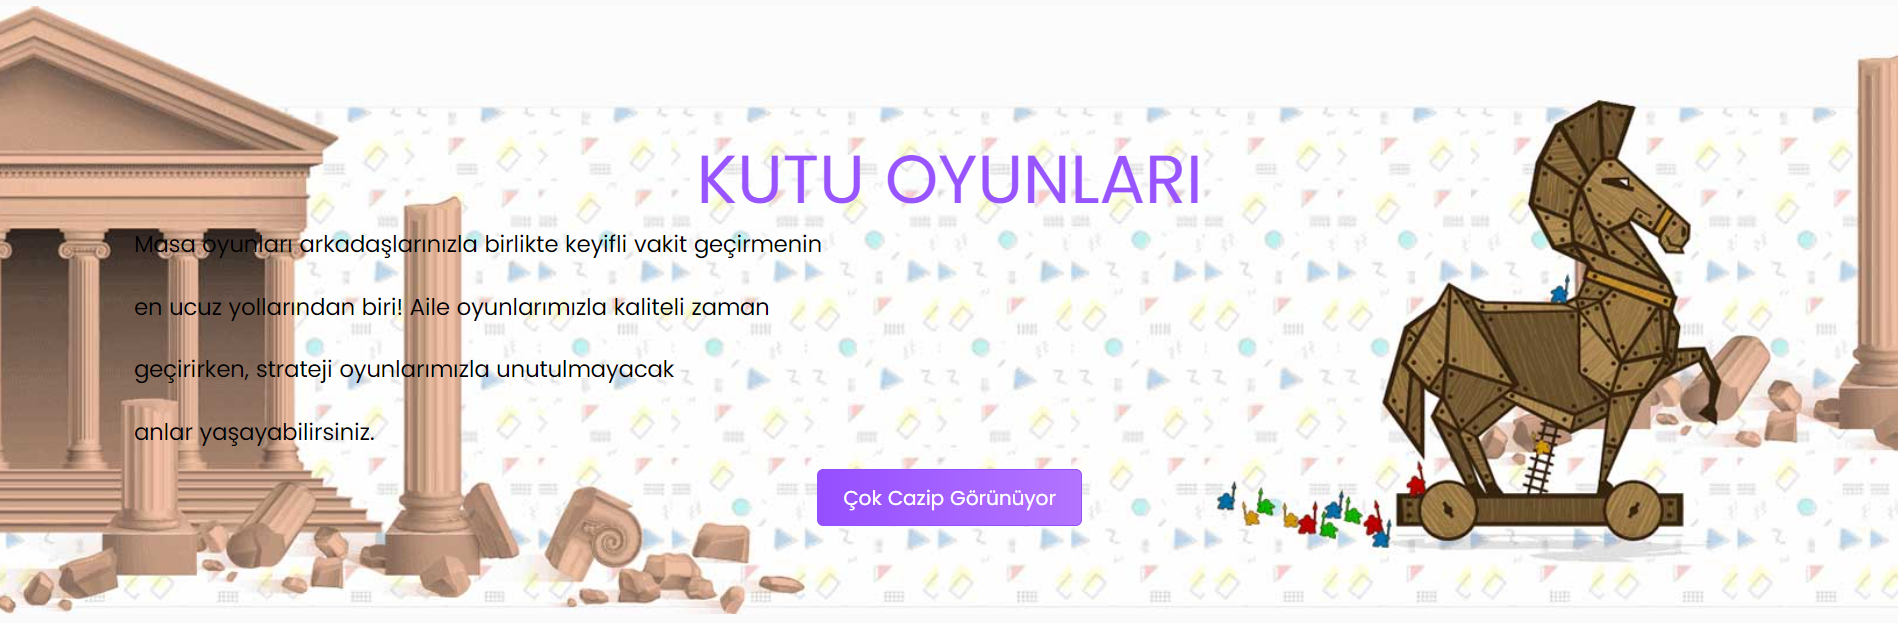 KUTU OYUNLARI
Masa oyunları arkadaşlarınızla birlikte keyifli vakit geçirmenin
en ucuz yollarından biri! Aile oyunlarımızla kaliteli zaman
geçirirken, strateji oyunlarımızla unutulmayacak
anlar yaşayabilirsiniz.
Çok Cazip Görünüyor